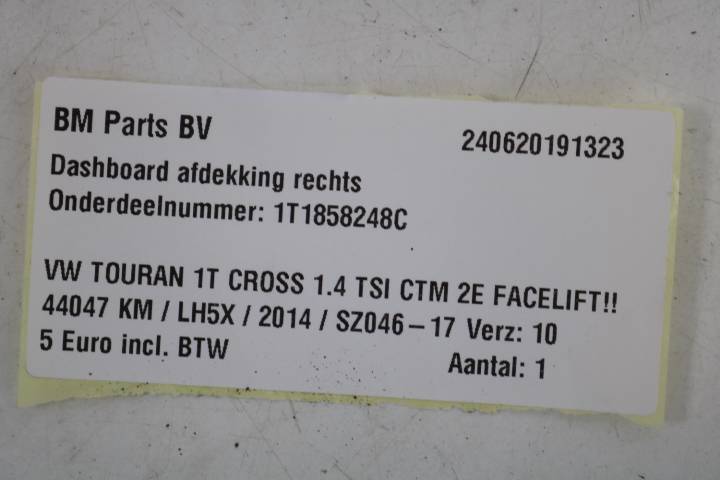 BM Parts BV 240620191323
Dashboard afdekking rechts
Onderdeelnummer: 1T1858248C
VW TOURAN 1T CROSS 1.4 TSI CTM 2E FACELIFT!!
44047 KM / LH5X / 2014 / SZ046-17 Verz: 10
5 Euro incl. BTW Aantal: 1